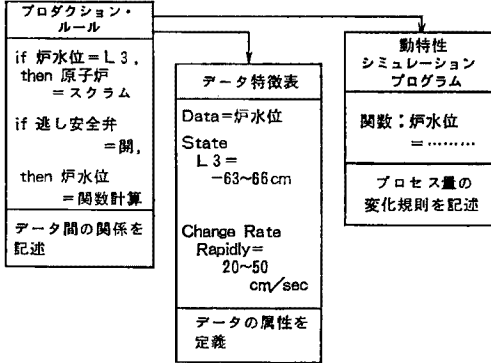 プロダクション・
ルール
if 炉水位=L3,
then 原子炉
=スクラム
if 逃し安全弁
=開,
then 炉水位
=関数計算
データ間の関係を
記述
データ特徴表
Data=炉水位
State
L3=
-63~66cm
Change Rate
Rapidly=
20~50
cm/sec
データの属性を
定義
動特性
シミュレーション
プログラム
関数:炉水位
=………
プロセス量の
変化規則を記述